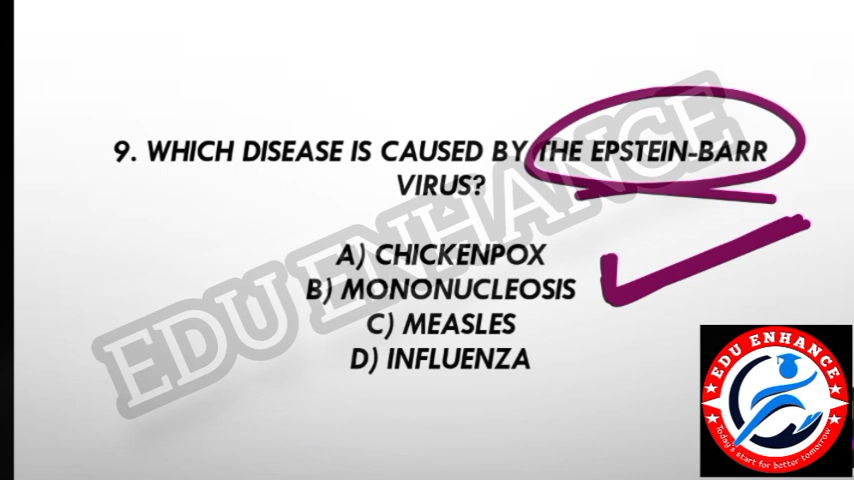 9. WHICH DISEASE IS CAUSED BY THE EPSTEIN-BARR
VIRUS?
A) CHICKENPOX
B) MONONUCLEOSIS
C) MEASLES
D) INFLUENZA
EDU ENHANCE
EDU ENHANCE
Today's start for better tomorrow